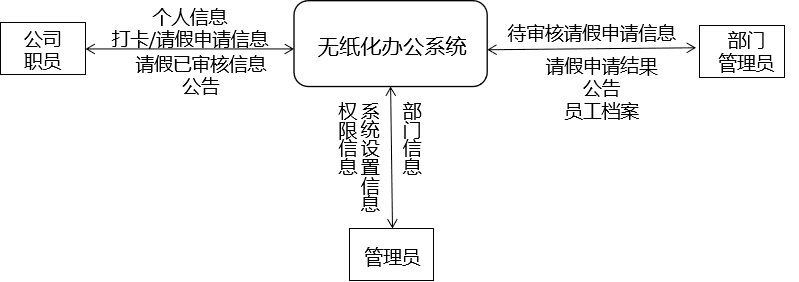 公司
职员
个人信息
打卡/请假申请信息
请假已审核信息
公告
无纸化办公系统
待审核请假申请信息
请假申请结果
公告
员工档案
部门
管理员
权限信息
系统设置信息
部门信息
管理员